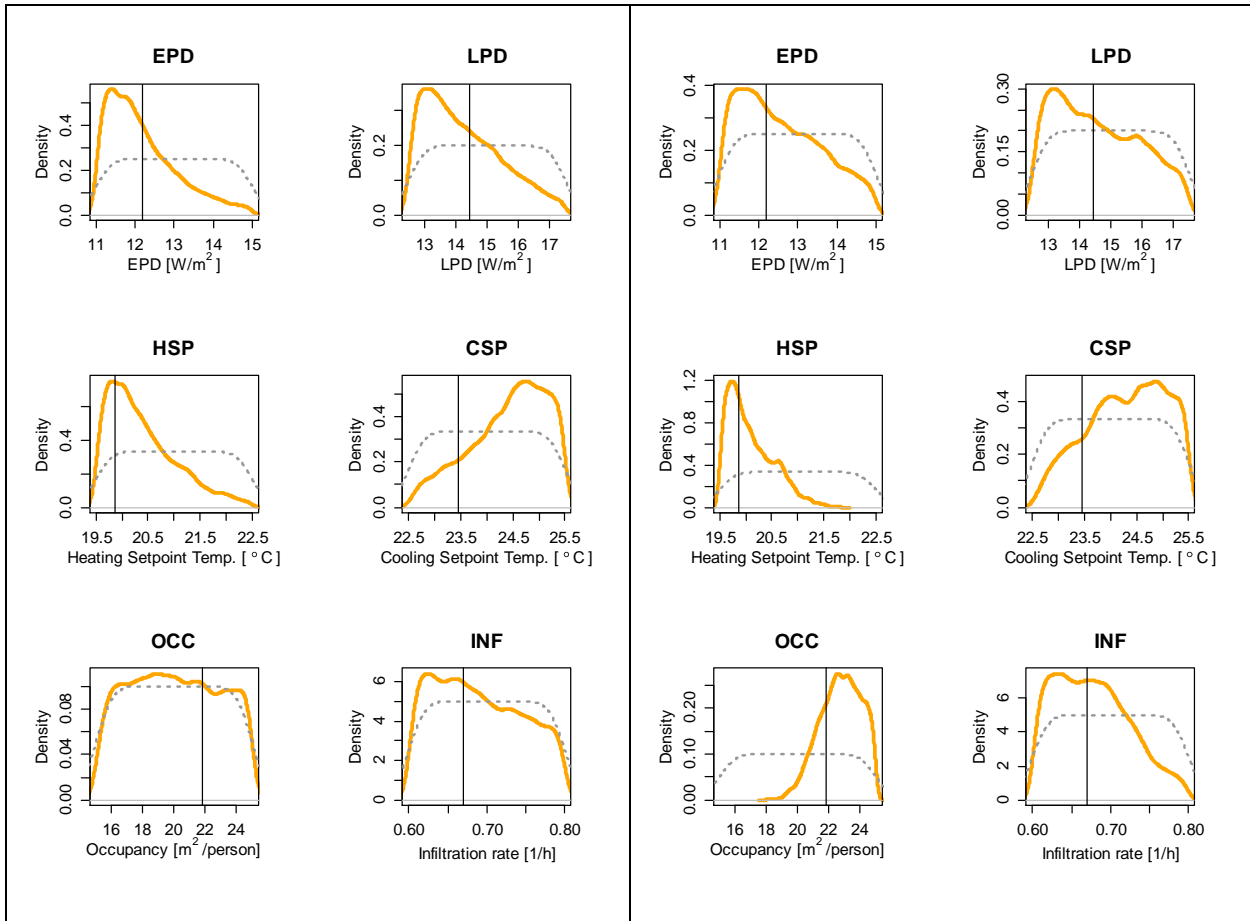 EPD
LPD
Density
0.0 0.2 0.4
11 12 13 14 15
EPD [W/m²]
Density
0.0 0.2
13 14 15 16 17
LPD [W/m²]
HSP
CSP
Density
0.0 0.4
19.5 20.5 21.5 22.5
Heating Setpoint Temp. [ °C ]
Density
0.0 0.2 0.4
22.5 23.5 24.5 25.5
Cooling Setpoint Temp. [ °C ]
OCC
INF
Density
0.00 0.04 0.08
16 18 20 22 24
Occupancy [m²/person]
Density
0 2 4 6
0.60 0.70 0.80
Infiltration rate [1/h]
EPD
LPD
Density
0.0 0.2 0.4
11 12 13 14 15
EPD [W/m²]
Density
0.00 0.15 0.30
13 14 15 16 17
LPD [W/m²]
HSP
CSP
Density
0.0 0.4 0.8 1.2
19.5 20.5 21.5 22.5
Heating Setpoint Temp. [ °C ]
Density
0.0 0.2 0.4
22.5 23.5 24.5 25.5
Cooling Setpoint Temp. [ °C ]
OCC
INF
Density
0.00 0.10 0.20
16 18 20 22 24
Occupancy [m²/person]
Density
0 2 4 6
0.60 0.70 0.80
Infiltration rate [1/h]